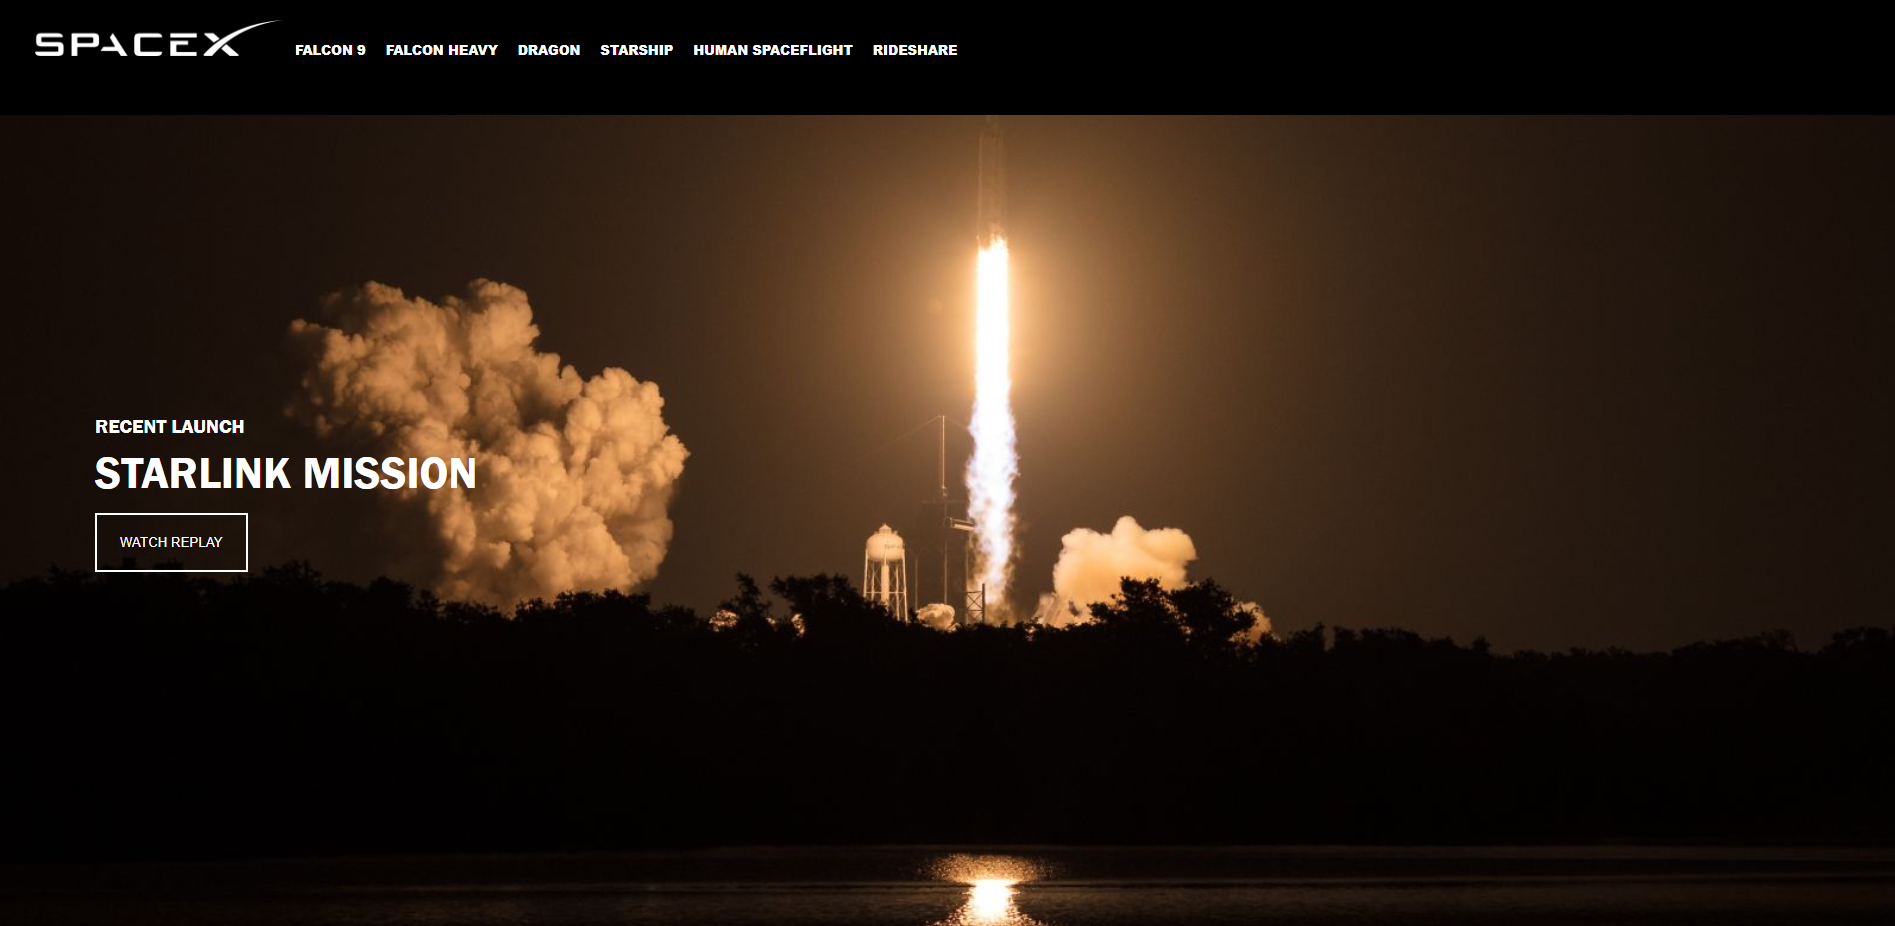 SPACEX
FALCON 9 FALCON HEAVY DRAGON STARSHIP HUMAN SPACEFLIGHT RIDESHARE
RECENT LAUNCH
STARLINK MISSION
WATCH REPLAY